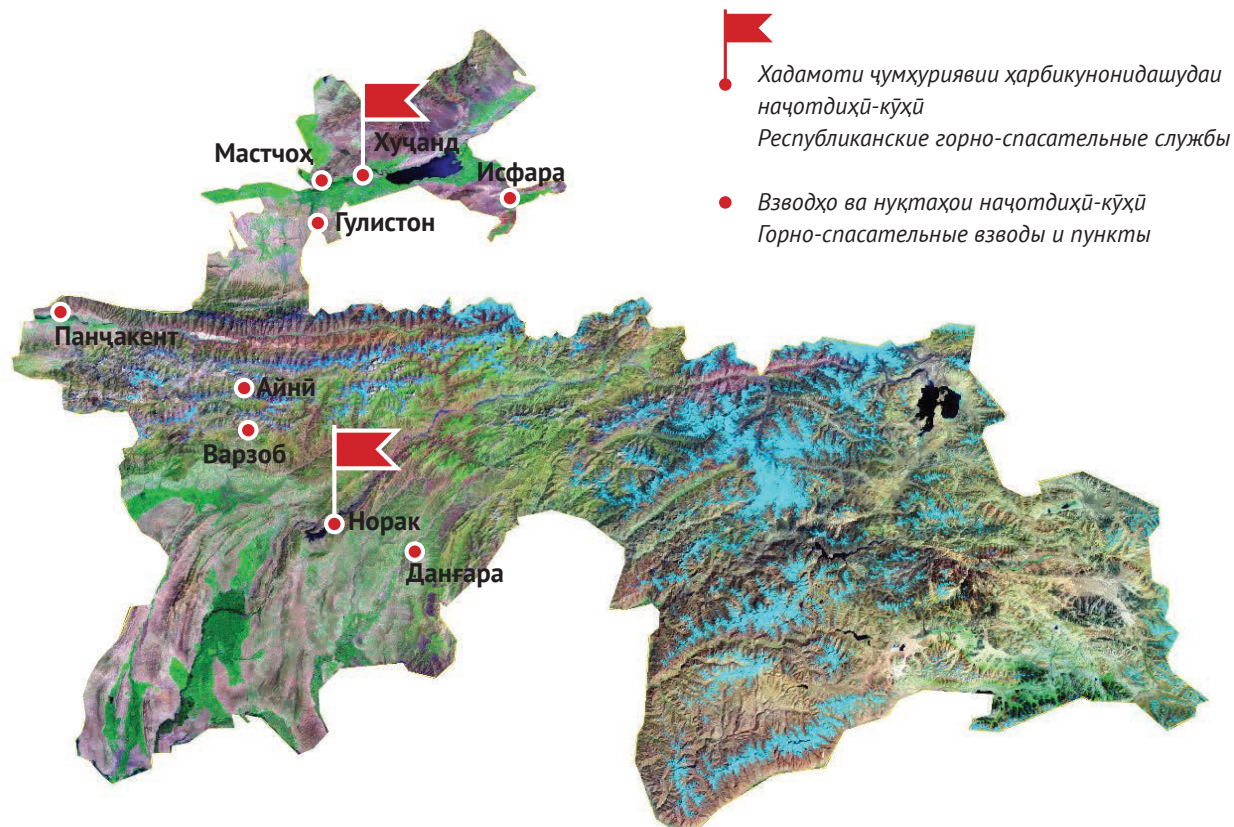 Хадамоти ҷумҳуриявии ҳарбикунонидашудаи
наҷотдиҳӣ-кӯҳӣ
Республиканские горно-спасательные службы
Взводҳо ва нуқтаҳои наҷотдиҳӣ-кӯҳӣ
Горно-спасательные взводы и пункты
Мастчоҳ
Хуҷанд
Исфара
Гулистон
Панҷакент
Айнӣ
Варзоб
Норак
Данғара